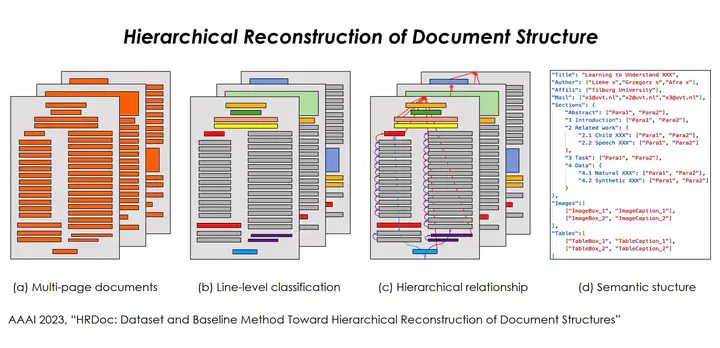 Hierarchical Reconstruction of Document Structure
(a) Multi-page documents
(b) Line-level classification
(c) Hierarchical relationship
"Title": "Learning to Understand XXX",
"Author": ["Lieke x","Grzegorz x","Afra x"],
"Affili": ["Tilburg University"],
"Mail": ["x1@uvt.nl","x2@uvt.nl","x3@uvt.nl"],
"Sections": {
"Abstract": ["Para1", "Para2"],
"1 Introduction": ["Para1", "Para2"],
"2 Related work": {
"2.1 Child XXX": ["Para1", "Para2"]
"2.2 Speech XXX": ["Para1", "Para2"]
},
"3 Task": ["Para1", "Para2"],
"4 Data": {
"4.1 Natural XXX": ["Para1", "Para2"]
"4.2 Synthetic XXX": ["Para1", "Para2"]
}
},
"Images":[
["ImageBox_1", "ImageCaption_1"],
["ImageBox_2", "ImageCaption_2"]
],
"Tables":[
["TableBox_1", "TableCaption_1"],
["TableBox_2", "TableCaption_2"]
]
(d) Semantic stucture
AAAI 2023, “HRDoc: Dataset and Baseline Method Toward Hierarchical Reconstruction of Document Structures”